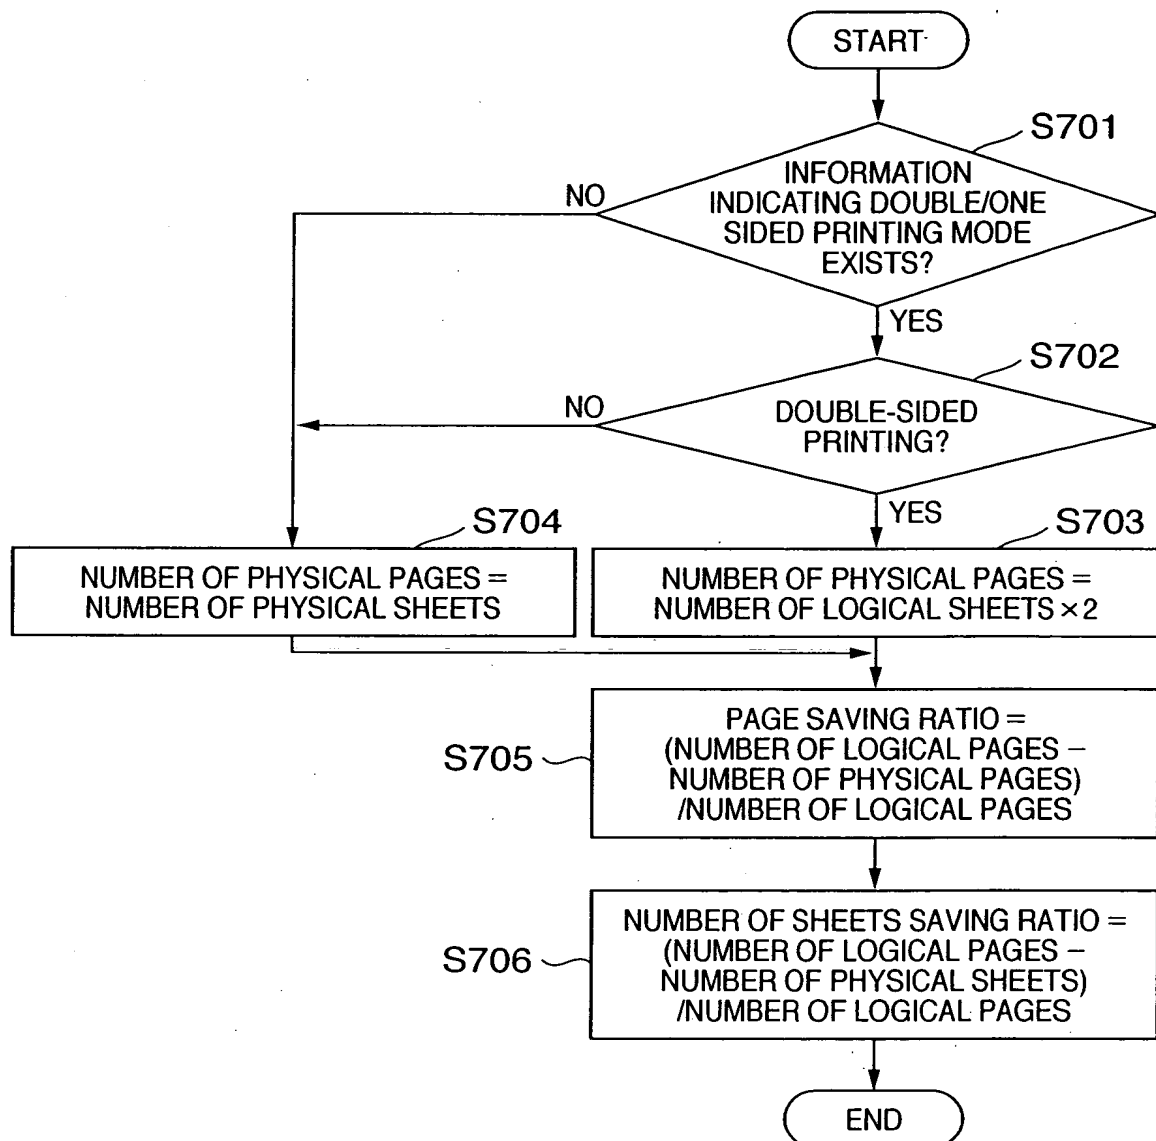 START
S701
INFORMATION
INDICATING DOUBLE/ONE
SIDED PRINTING MODE
EXISTS?
NO
YES
S702
DOUBLE-SIDED
PRINTING?
NO
YES
S704
NUMBER OF PHYSICAL PAGES =
NUMBER OF PHYSICAL SHEETS
S703
NUMBER OF PHYSICAL PAGES =
NUMBER OF LOGICAL SHEETS ×2
S705
PAGE SAVING RATIO =
(NUMBER OF LOGICAL PAGES –
NUMBER OF PHYSICAL PAGES)
/NUMBER OF LOGICAL PAGES
S706
NUMBER OF SHEETS SAVING RATIO =
(NUMBER OF LOGICAL PAGES –
NUMBER OF PHYSICAL SHEETS)
/NUMBER OF LOGICAL PAGES
END